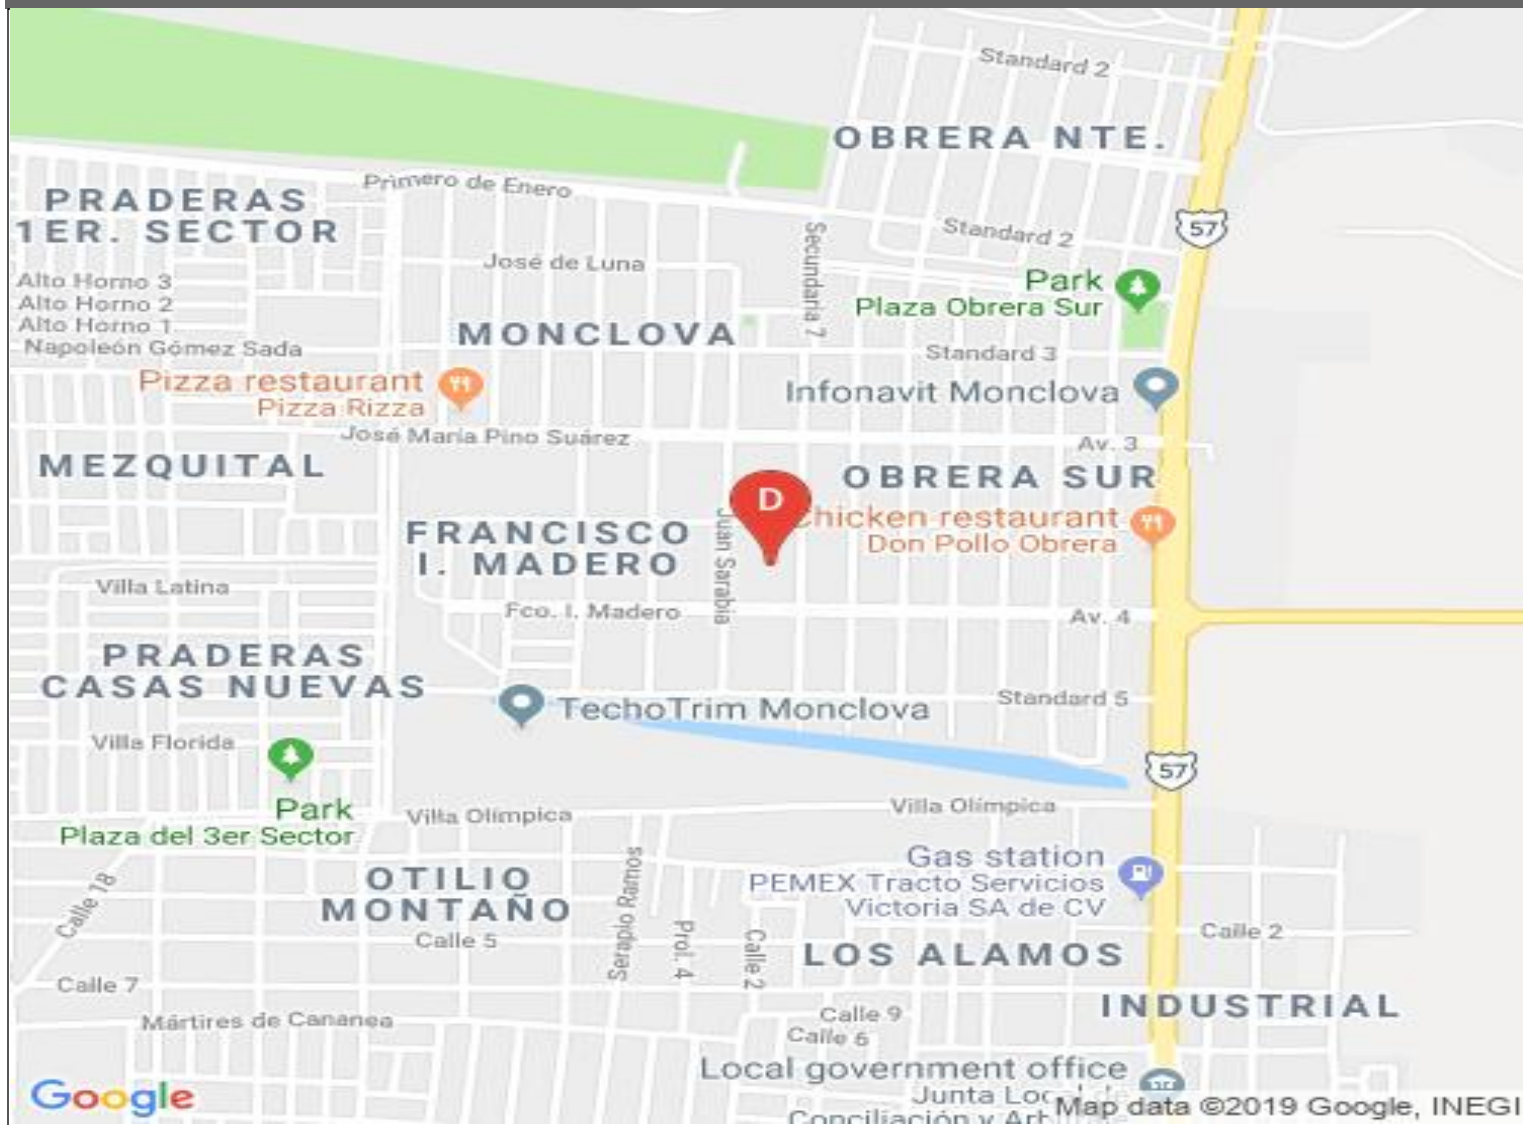 Standard 2
OBRERA NTE.
Primero de Enero
PRADERAS
1ER. SECTOR
57
Standard 2
Secundaria 7
José de Luna
Alto Horno 3
Alto Horno 2
Alto Horno 1
Napoleón Gómez Sada
Park
Plaza Obrera Sur
MONCLOVA
Standard 3
Pizza restaurant
Pizza Rizza
Infonavit Monclova
José María Pino Suárez
Av. 3
MEZQUITAL
OBRERA SUR
D
Chicken restaurant
Don Pollo Obrera
FRANCISCO
I. MADERO
Juan Sarabia
Villa Latina
Fco. I. Madero
Av. 4
PRADERAS
CASAS NUEVAS
TechoTrim Monclova
Standard 5
Villa Florida
57
Park
Plaza del 3er Sector
Villa Olímpica
Villa Olímpica
Gas station
PEMEX Tracto Servicios
Victoria SA de CV
OTILIO
MONTAÑO
Calle 18
Serapio Ramos
Prol. 4
Calle 2
Calle 5
Calle 2
LOS ALAMOS
Calle 7
INDUSTRIAL
Mártires de Cananea
Calle 9
Calle 6
Local government office
Junta Local de
Conciliación y Arb
Google
Map data ©2019 Google, INEGI